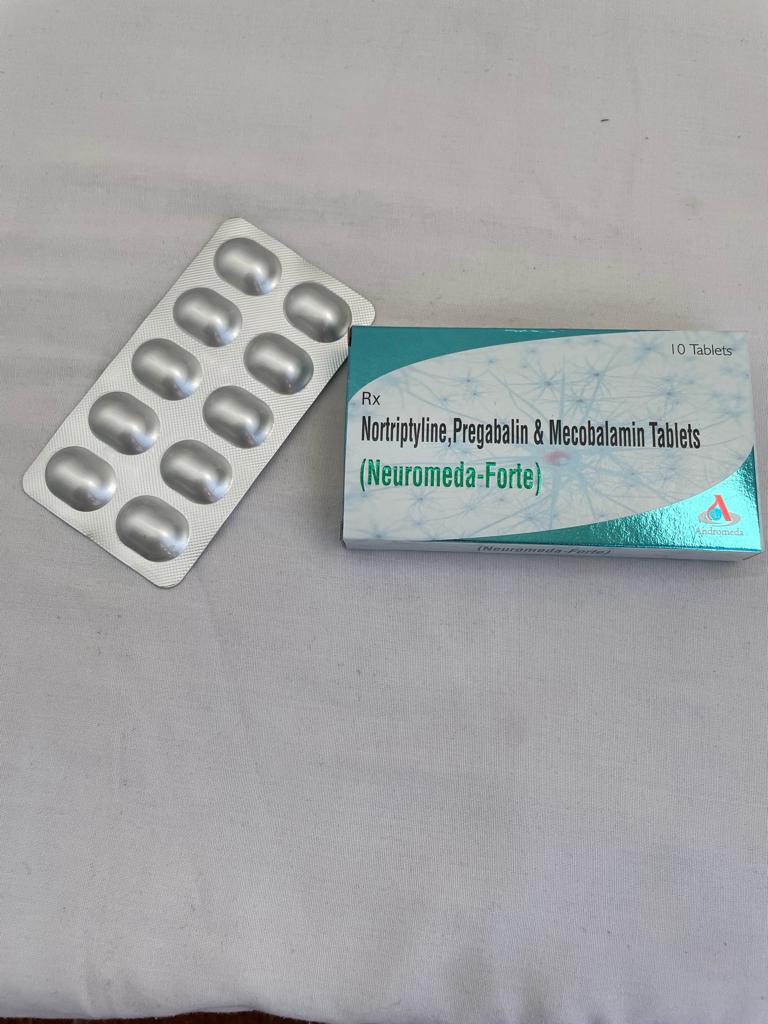 10 Tablets
Rx
Nortriptyline,Pregabalin & Mecobalamin Tablets
(Neuromeda-Forte)
Andromeda
(Neuromeda-Forte)